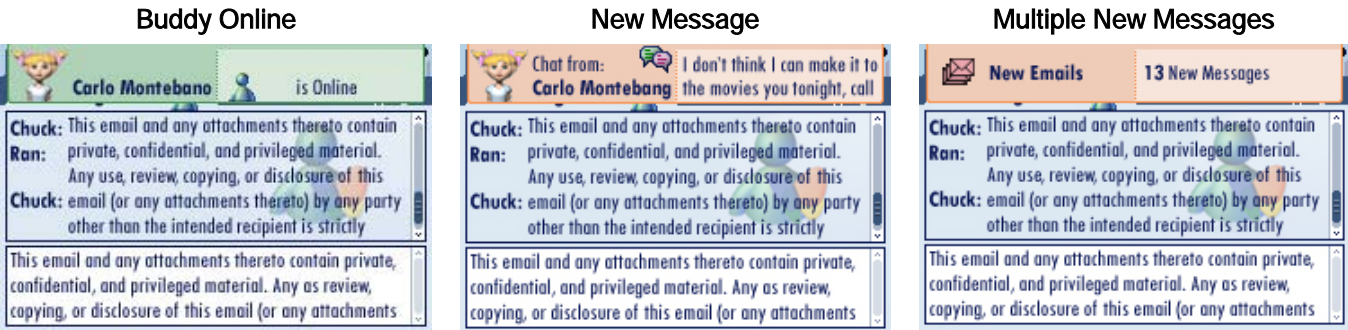 Buddy Online
Carlo Montebano
is Online
Chuck: This email and any attachments thereto contain
Ran: private, confidential, and privileged material.
Any use, review, copying, or disclosure of this
Chuck: email (or any attachments thereto) by any party
other than the intended recipient is strictly
This email and any attachments thereto contain private,
confidential, and privileged material. Any as review,
copying, or disclosure of this email (or any attachments
New Message
Chat from:
Carlo Montebang
I don't think I can make it to
the movies you tonight, call
Chuck: This email and any attachments thereto contain
Ran: private, confidential, and privileged material.
Any use, review, copying, or disclosure of this
Chuck: email (or any attachments thereto) by any party
other than the intended recipient is strictly
This email and any attachments thereto contain private,
confidential, and privileged material. Any as review,
copying, or disclosure of this email (or any attachments
Multiple New Messages
New Emails
13 New Messages
Chuck: This email and any attachments thereto contain
Ran: private, confidential, and privileged material.
Any use, review, copying, or disclosure of this
Chuck: email (or any attachments thereto) by any party
other than the intended recipient is strictly
This email and any attachments thereto contain private,
confidential, and privileged material. Any as review,
copying, or disclosure of this email (or any attachments